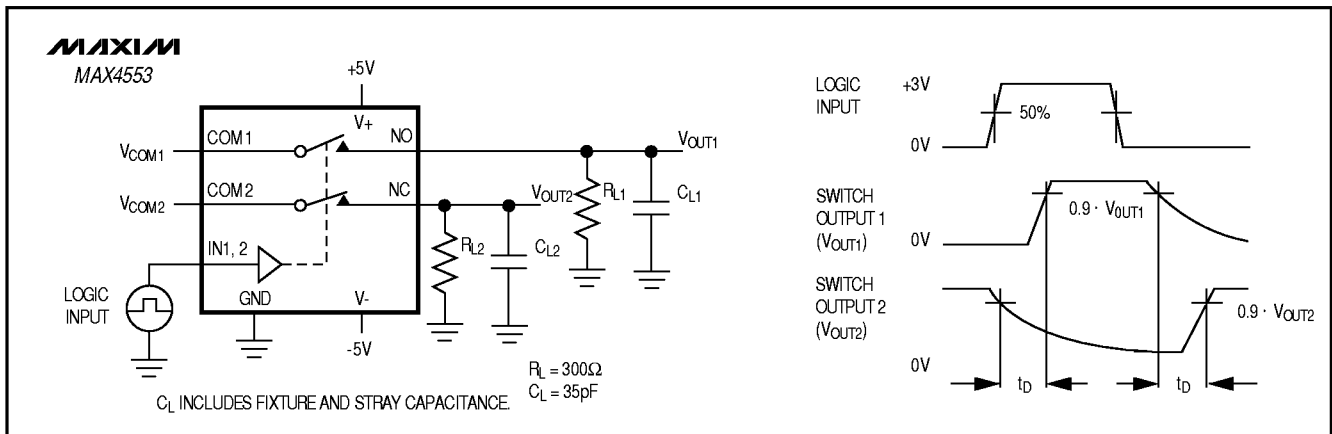 MAXIM
MAX4553
+5V
V+
COM1
NO
VCOM1
VOUT1
COM2
NC
VCOM2
VOUT2
RL1
CL1
RL2
CL2
IN1, 2
LOGIC
INPUT
GND
V-
-5V
RL = 300Ω
CL = 35pF
CL INCLUDES FIXTURE AND STRAY CAPACITANCE.
LOGIC
INPUT
+3V
50%
0V
SWITCH
OUTPUT 1
(VOUT1)
0.9 · V0UT1
0V
SWITCH
OUTPUT 2
(VOUT2)
0.9 · VOUT2
0V
tD
tD